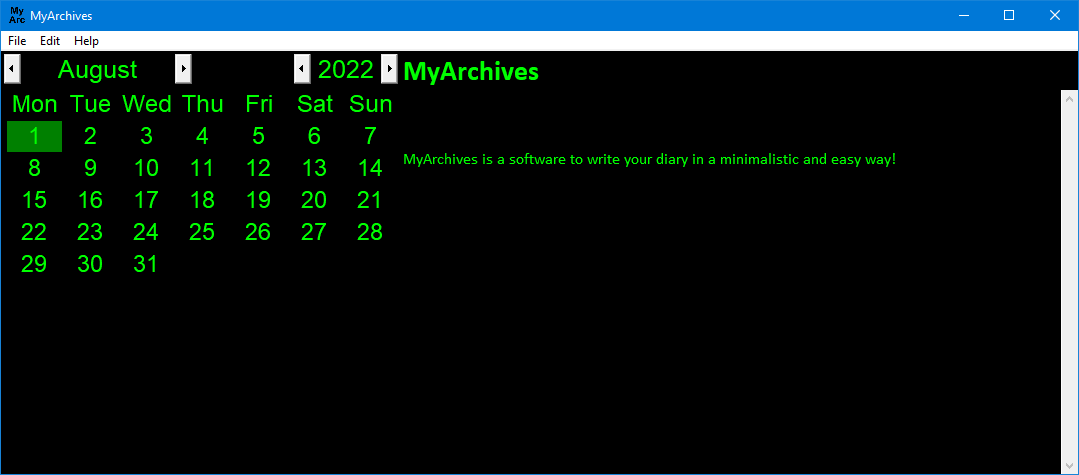 My
Arc MyArchives
File Edit Help
August 2022 MyArchives
Mon Tue Wed Thu Fri Sat Sun
1 2 3 4 5 6 7
MyArchives is a software to write your diary in a minimalistic and easy way!
8 9 10 11 12 13 14
15 16 17 18 19 20 21
22 23 24 25 26 27 28
29 30 31